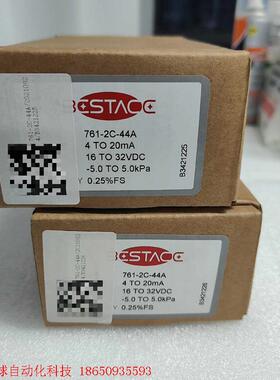 BESTACE
761-2C-44A
4 TO 20mA
16 TO 32VDC
-5.0 TO 5.0kPa
Y 0.25%FS
B3421225
BESTACE
761-2C-44A
4 TO 20mA
16 TO 32VDC
-5.0 TO 5.0kPa
0.25%FS
B3421226
球自动化科技 18650935593